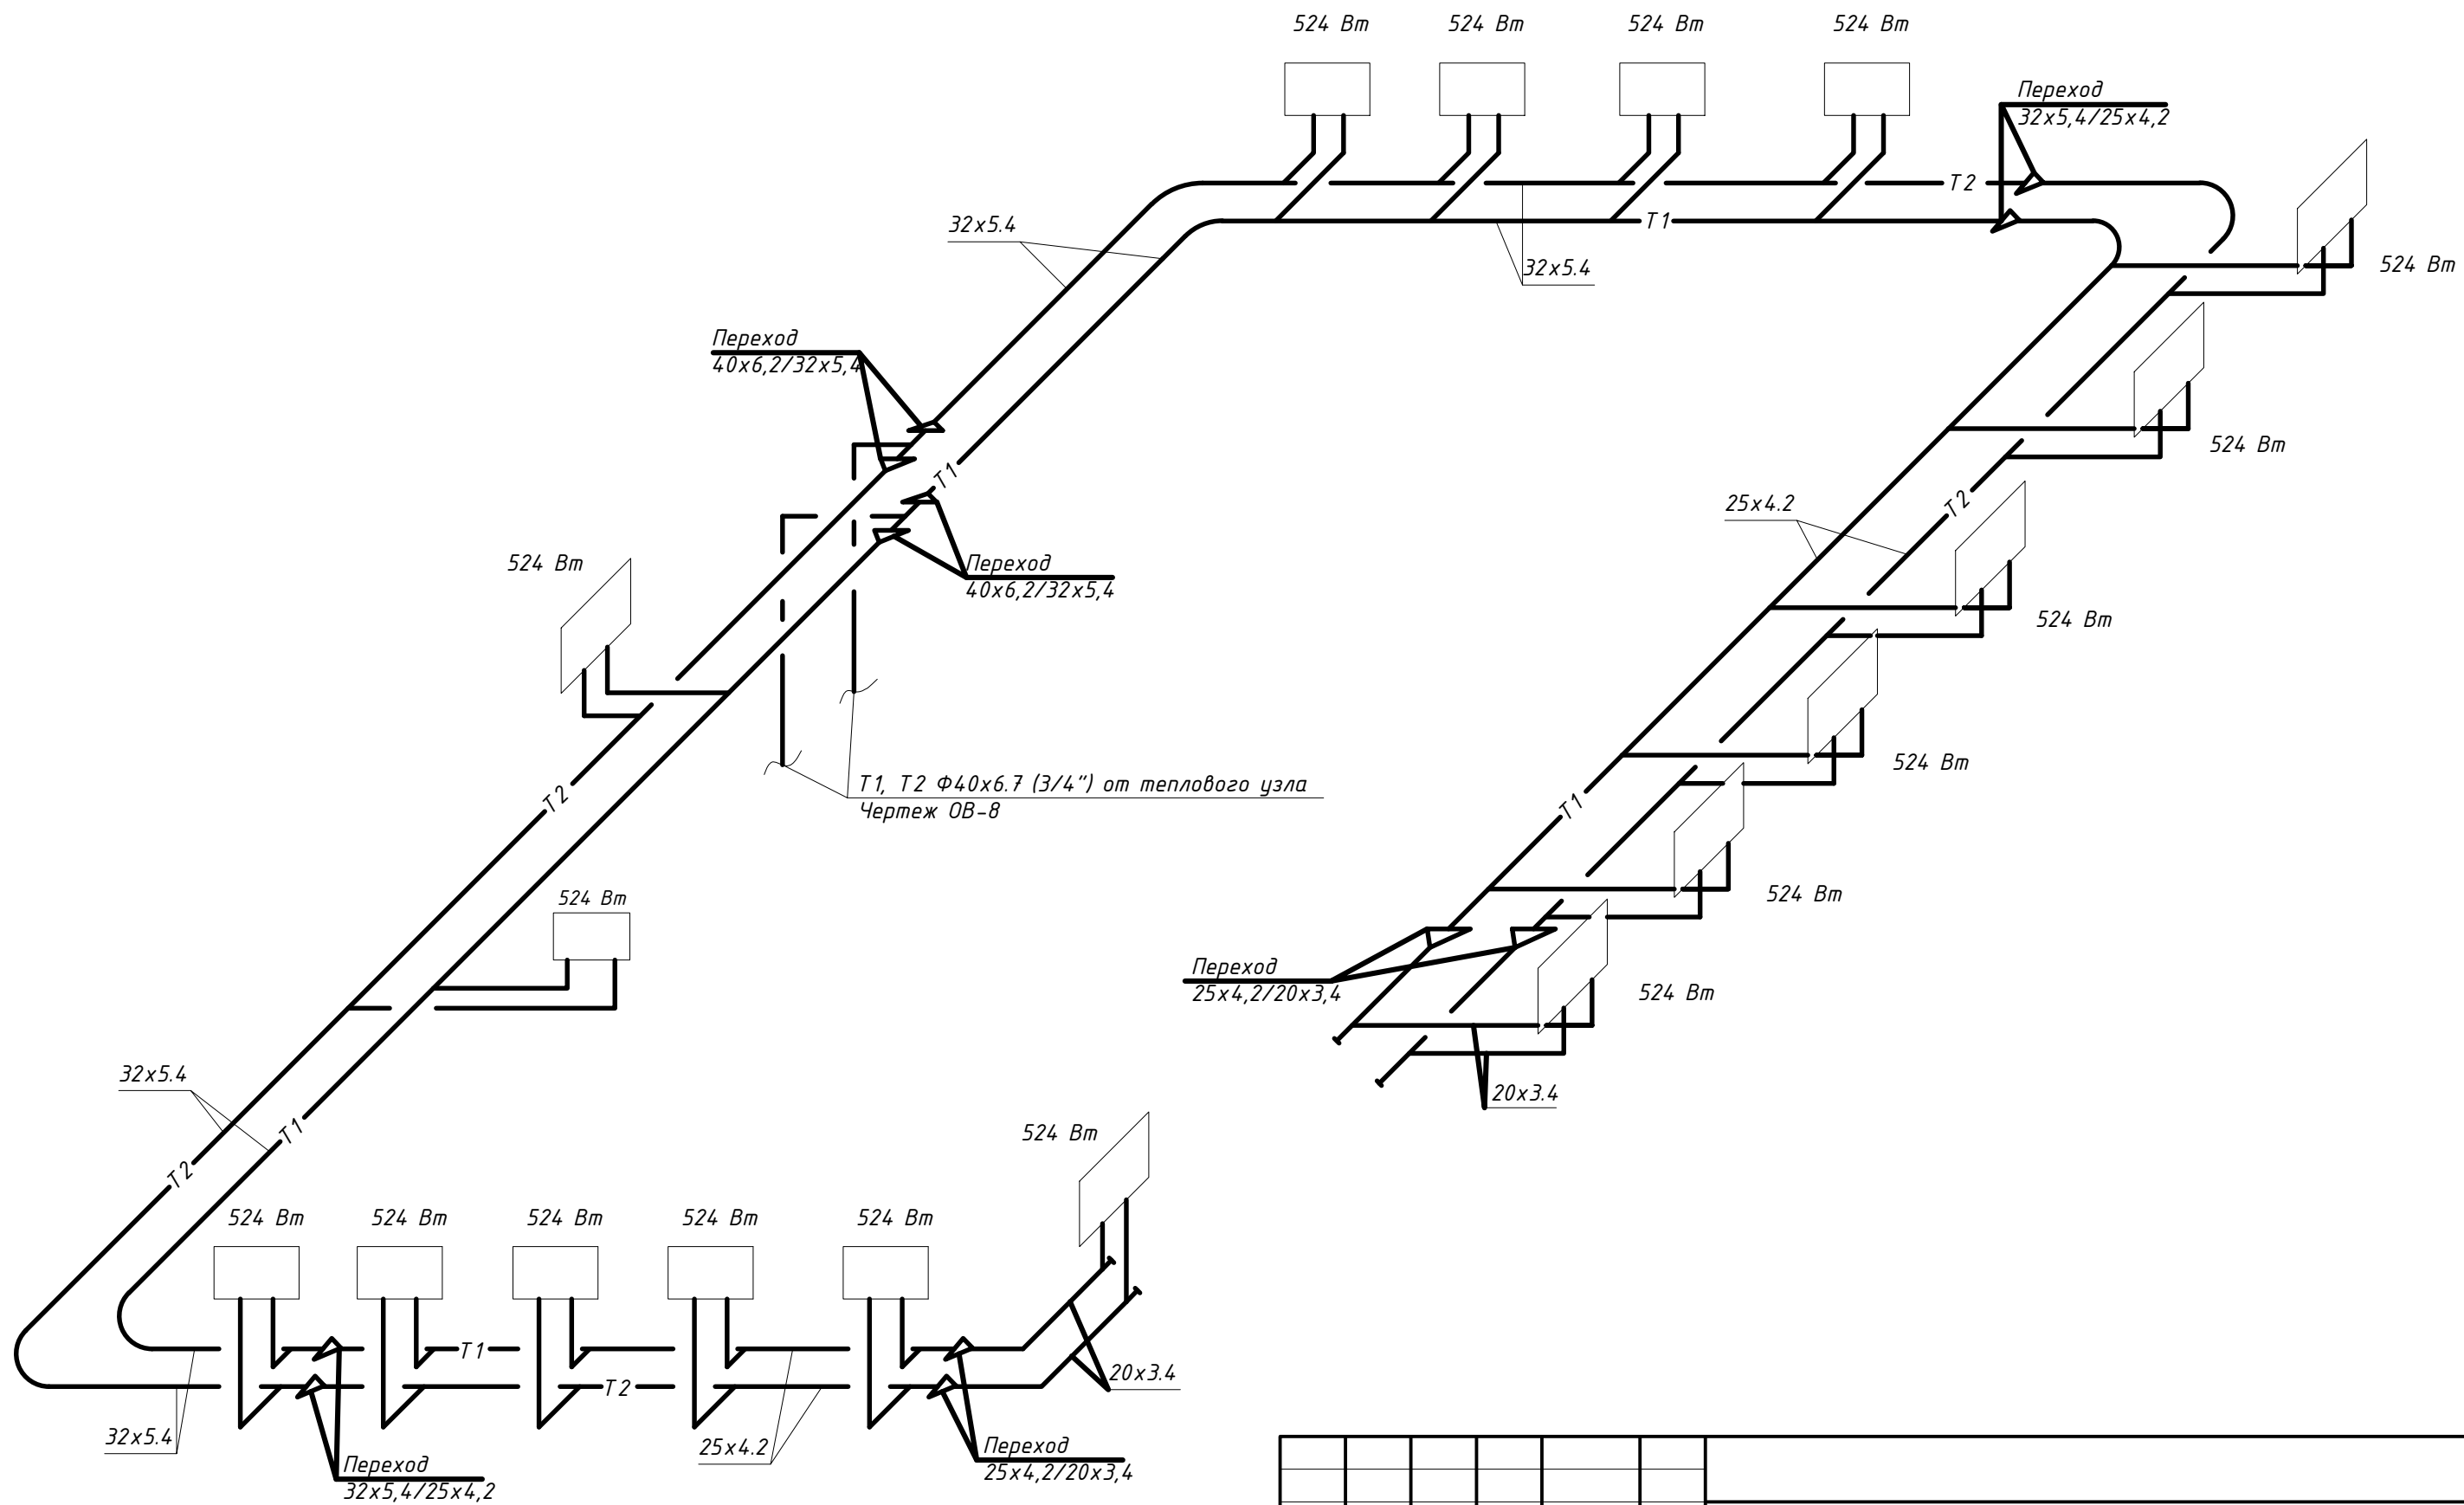 524 Вт
524 Вт
524 Вт
524 Вт
Переход
32х5,4/25х4,2
Т2
Т1
32х5.4
32х5.4
524 Вт
Переход
40х6,2/32х5,4
Т1
524 Вт
25х4.2
Т2
524 Вт
Переход
40х6,2/32х5,4
524 Вт
Т1, Т2 Ф40х6.7 (3/4") от теплового узла
Чертеж ОВ-8
Т2
524 Вт
Т1
524 Вт
524 Вт
Переход
25х4,2/20х3,4
524 Вт
32х5.4
20х3.4
Т1
Т2
524 Вт
524 Вт
524 Вт
524 Вт
524 Вт
524 Вт
Т1
Т2
20х3.4
32х5.4
25х4.2
Переход
25х4,2/20х3,4
Переход
32х5,4/25х4,2